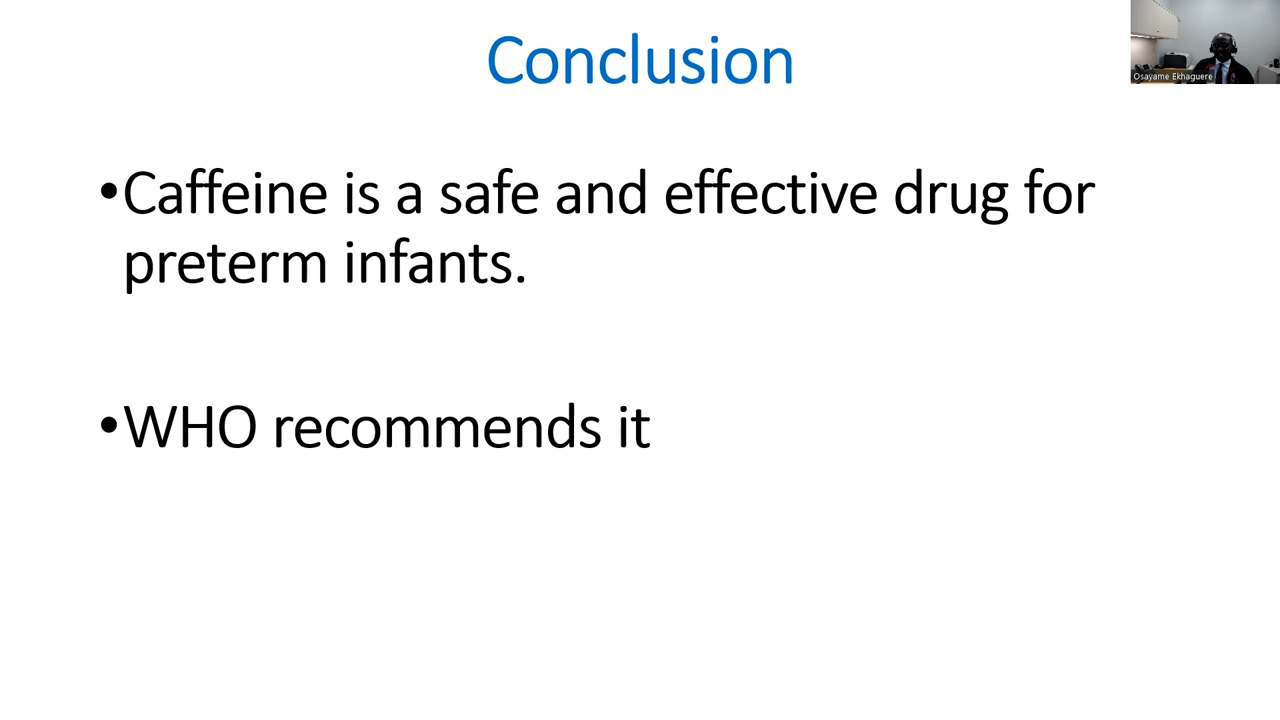 Conclusion
Osayame Ekhaguere
•Caffeine is a safe and effective drug for
preterm infants.
•WHO recommends it